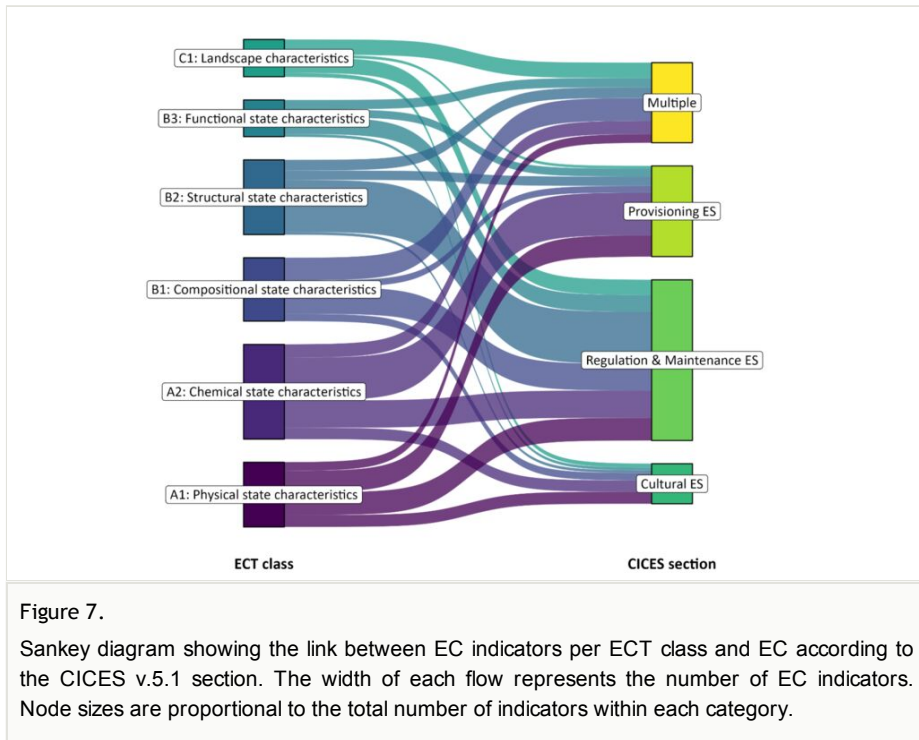 C1: Landscape characteristics
B3: Functional state characteristics
B2: Structural state characteristics
B1: Compositional state characteristics
A2: Chemical state characteristics
A1: Physical state characteristics
Multiple
Provisioning ES
Regulation & Maintenance ES
Cultural ES
ECT class
CICES section
Figure 7.
Sankey diagram showing the link between EC indicators per ECT class and EC according to
the CICES v.5.1 section. The width of each flow represents the number of EC indicators.
Node sizes are proportional to the total number of indicators within each category.